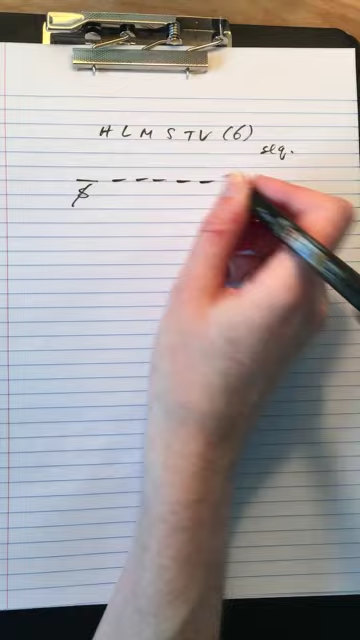 H L M S T V (6)
seq.
_ _ _ _ _ _
$